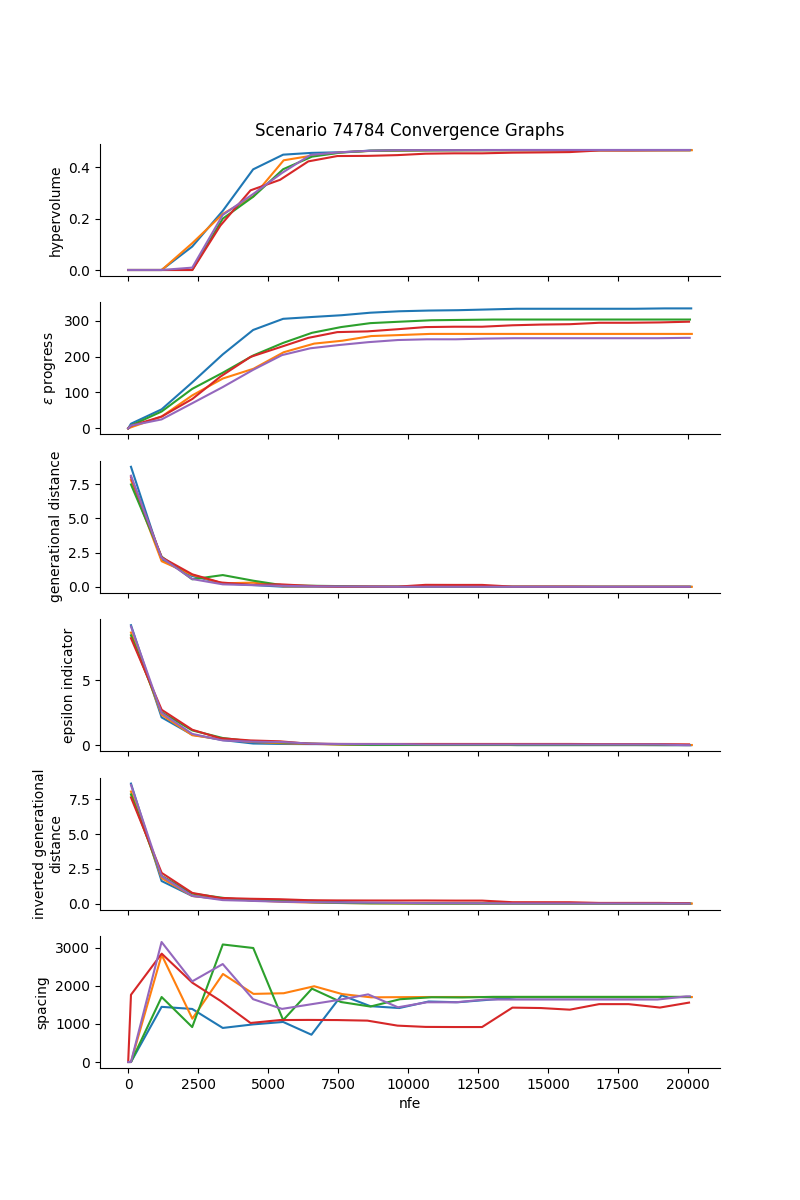 Scenario 74784 Convergence Graphs
hypervolume
0.4
0.2
0.0
ε progress
300
200
100
0
generational distance
7.5
5.0
2.5
0.0
epsilon indicator
5
0
inverted generational
distance
7.5
5.0
2.5
0.0
spacing
3000
2000
1000
0
0 2500 5000 7500 10000 12500 15000 17500 20000
nfe